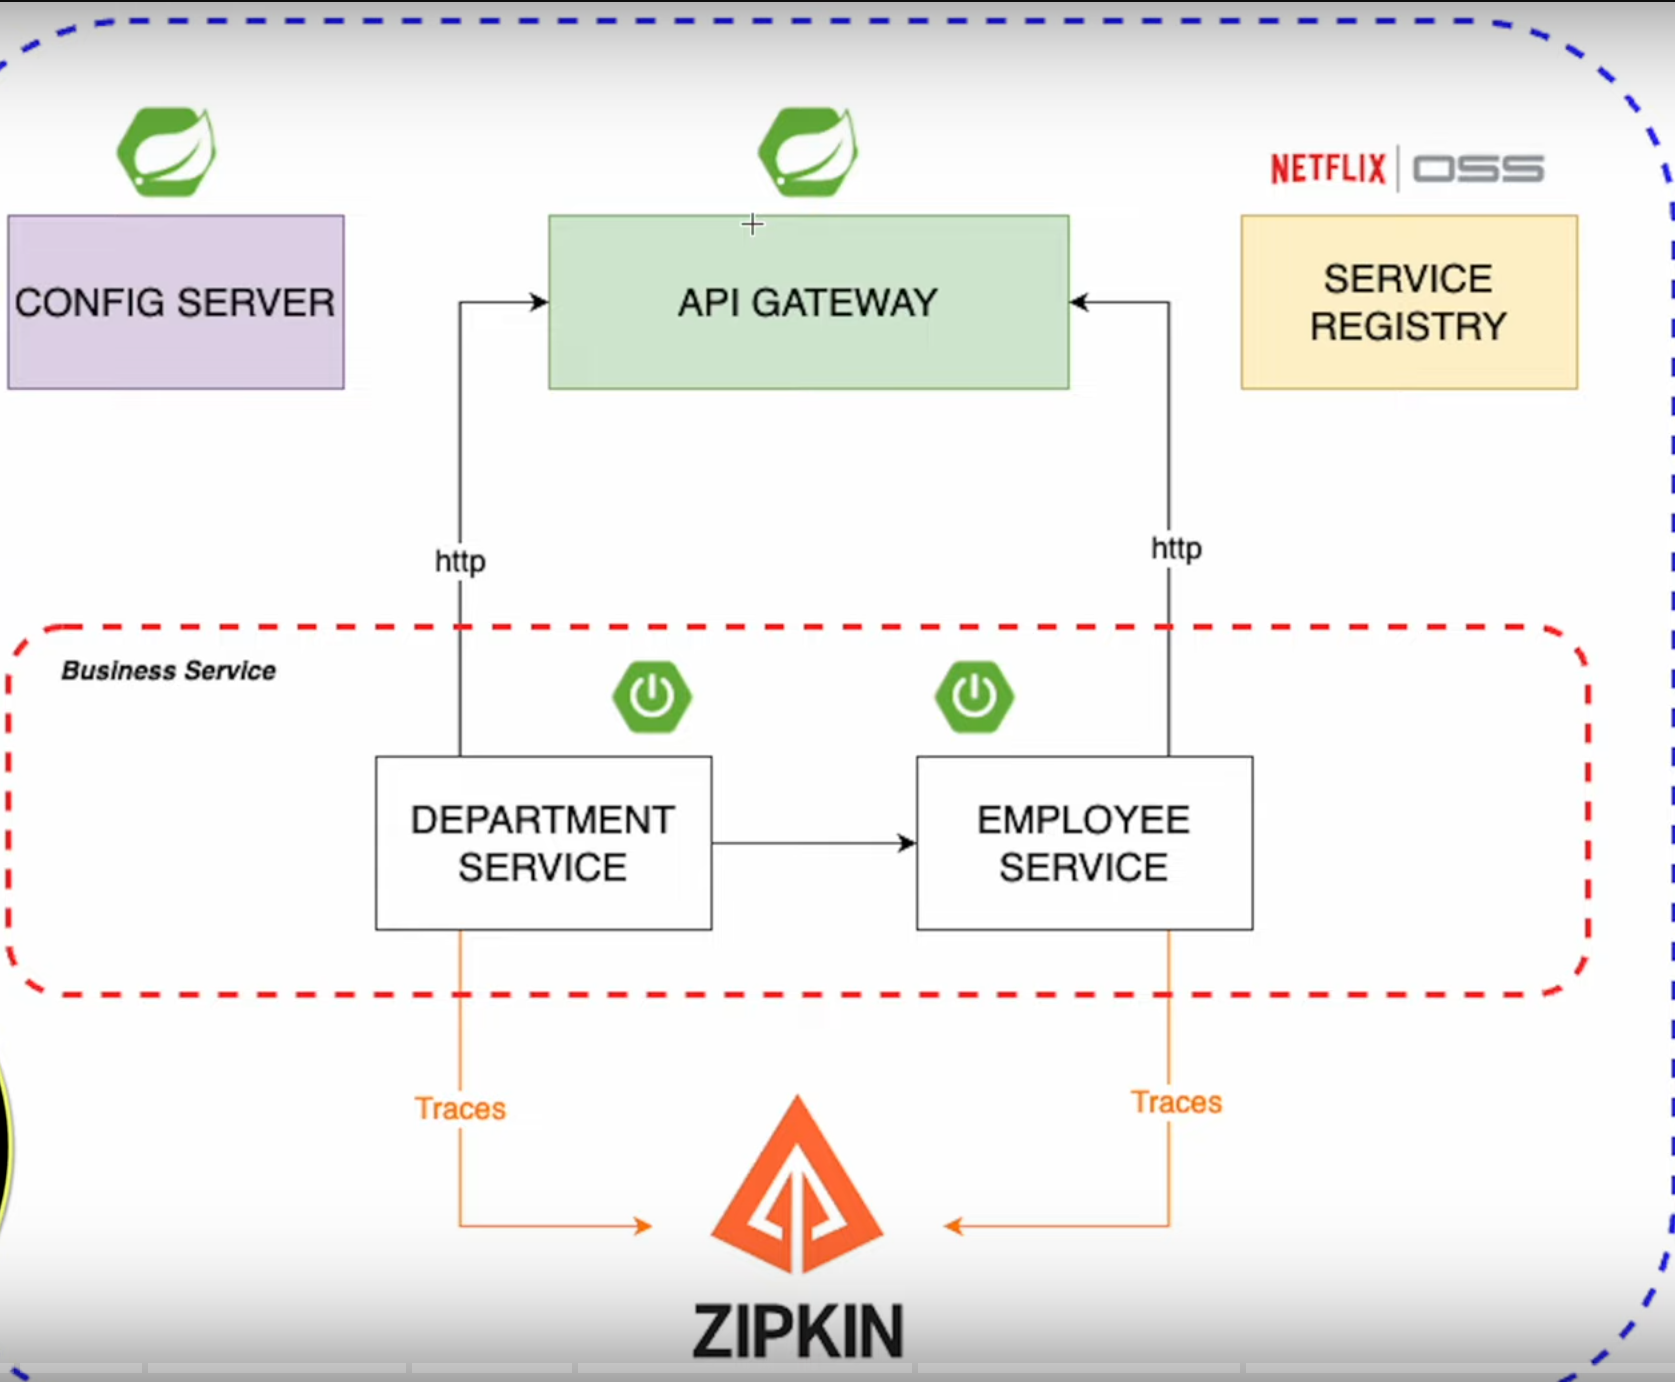 NETFLIX OSS
CONFIG SERVER
API GATEWAY
SERVICE
REGISTRY
http
http
Business Service
DEPARTMENT
SERVICE
EMPLOYEE
SERVICE
Traces
Traces
ZIPKIN